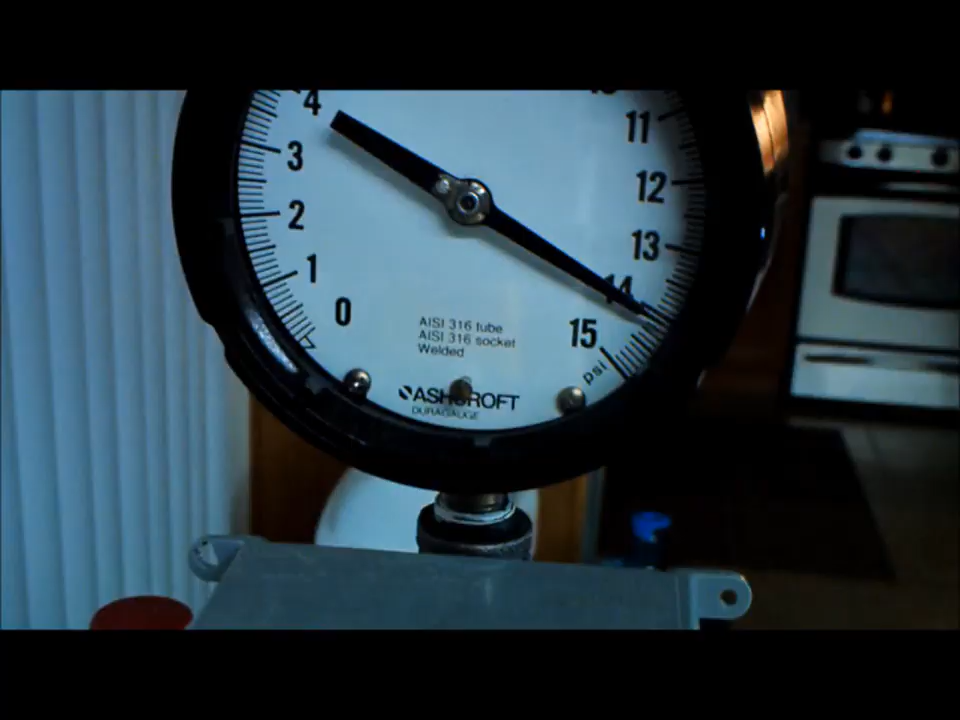 4
11
3
12
2
13
1
14
0
15
AISI 316 tube
AISI 316 socket
Welded
psi
ASHCROFT
DURAGAUGE